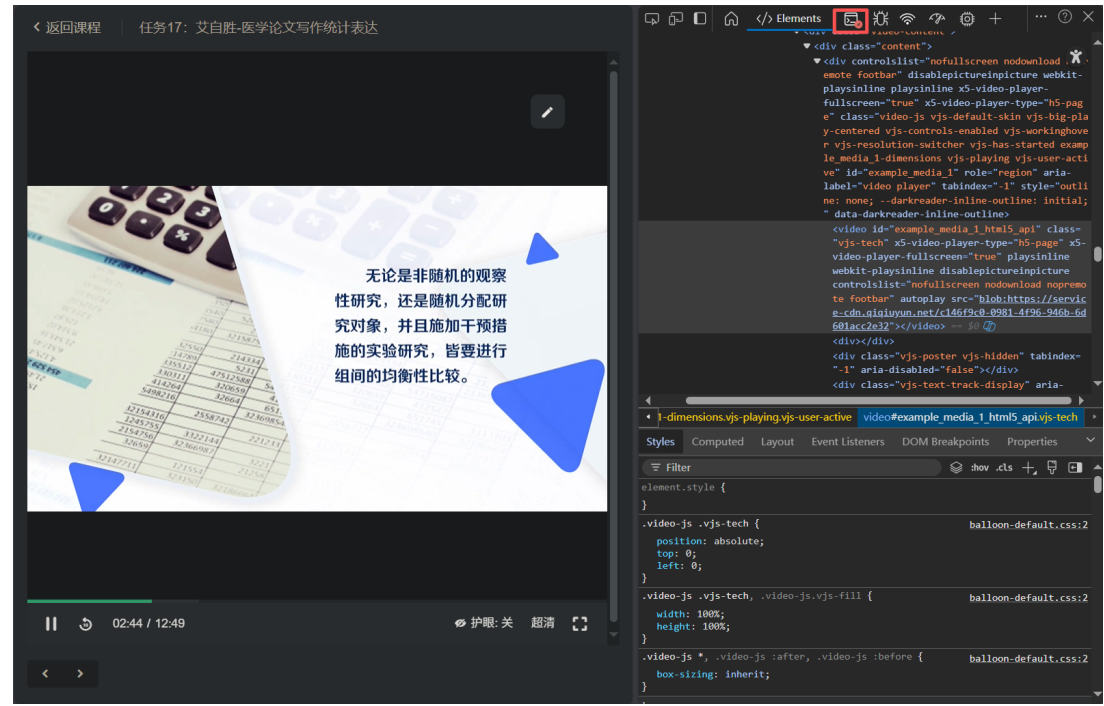 返回课程
任务17：艾自胜-医学论文写作统计表达
无论是非随机的观察
性研究，还是随机分配研
究对象，并且施加干预措
施的实验研究，皆要进行
组间的均衡性比较。
02:44 / 12:49
护眼: 关
超清
</> Elements
<div class="video-content">
▼<div class="content">
▼<div controlslist="nofullscreen nodownload
emote footbar" disablepictureinpicture webkit-
playsinline playsinline x5-video-player-
fullscreen="true" x5-video-player-type="h5-pag
e" class="video-js vjs-default-skin vjs-big-pla
y-centered vjs-controls-enabled vjs-workinghove
r vjs-resolution-switcher vjs-has-started examp
le_media_1-dimensions vjs-playing vjs-user-acti
ve" id="example_media_1" role="region" aria-
label="video player" tabindex="-1" style="outli
ne: none; --darkreader-inline-outline: initial;
" data-darkreader-inline-outline>
<video id="example_media_1_html5_api" class=
"vjs-tech" x5-video-player-type="h5-page" x5-
video-player-fullscreen="true" playsinline
webkit-playsinline disablepictureinpicture
controlslist="nofullscreen nodownload nopremo
te footbar" autoplay src="blob:https://servic
e-cdn.qiqiuyun.net/c146f9c0-0981-4f96-946b-6d
601acc2e32"></video> == $0
<div></div>
<div class="vjs-poster vjs-hidden" tabindex=
"-1" aria-disabled="false"></div>
<div class="vjs-text-track-display" aria-
1-dimensions.vjs-playing.vjs-user-active video#example_media_1_html5_api.vjs-tech
Styles Computed Layout Event Listeners DOM Breakpoints Properties
Filter :hov .cls
element.style {
}
.video-js .vjs-tech { balloon-default.css:2
position: absolute;
top: 0;
left: 0;
}
.video-js .vjs-tech, .video-js.vjs-fill { balloon-default.css:2
width: 100%;
height: 100%;
}
.video-js *, .video-js :after, .video-js :before { balloon-default.css:2
box-sizing: inherit;
}